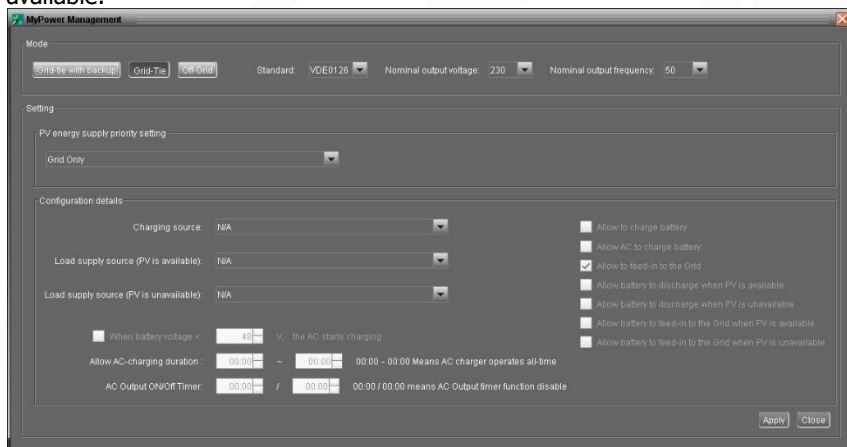 available.
MyPower Management
Mode
Grid-tie with backup Grid-Tie Off-Grid Standard: VDE0126 Nominal output voltage: 230 Nominal output frequency: 50
Setting
PV energy supply priority setting
Grid Only
Configuration details
Charging source: N/A
Load supply source (PV is available): N/A
Load supply source (PV is unavailable): N/A
When battery voltage < 48 V, the AC starts charging
Allow AC-charging duration : 00:00 ~ 00:00 00:00 - 00:00 Means AC charger operates all-time
AC Output ON/Off Timer: 00:00 / 00:00 00:00 / 00:00 means AC Output timer function disable
Allow to charge battery
Allow AC to charge battery
Allow to feed-in to the Grid
Allow battery to discharge when PV is available
Allow battery to discharge when PV is unavailable
Allow battery to feed-in to the Grid when PV is available
Allow battery to feed-in to the Grid when PV is unavailable
Apply Close